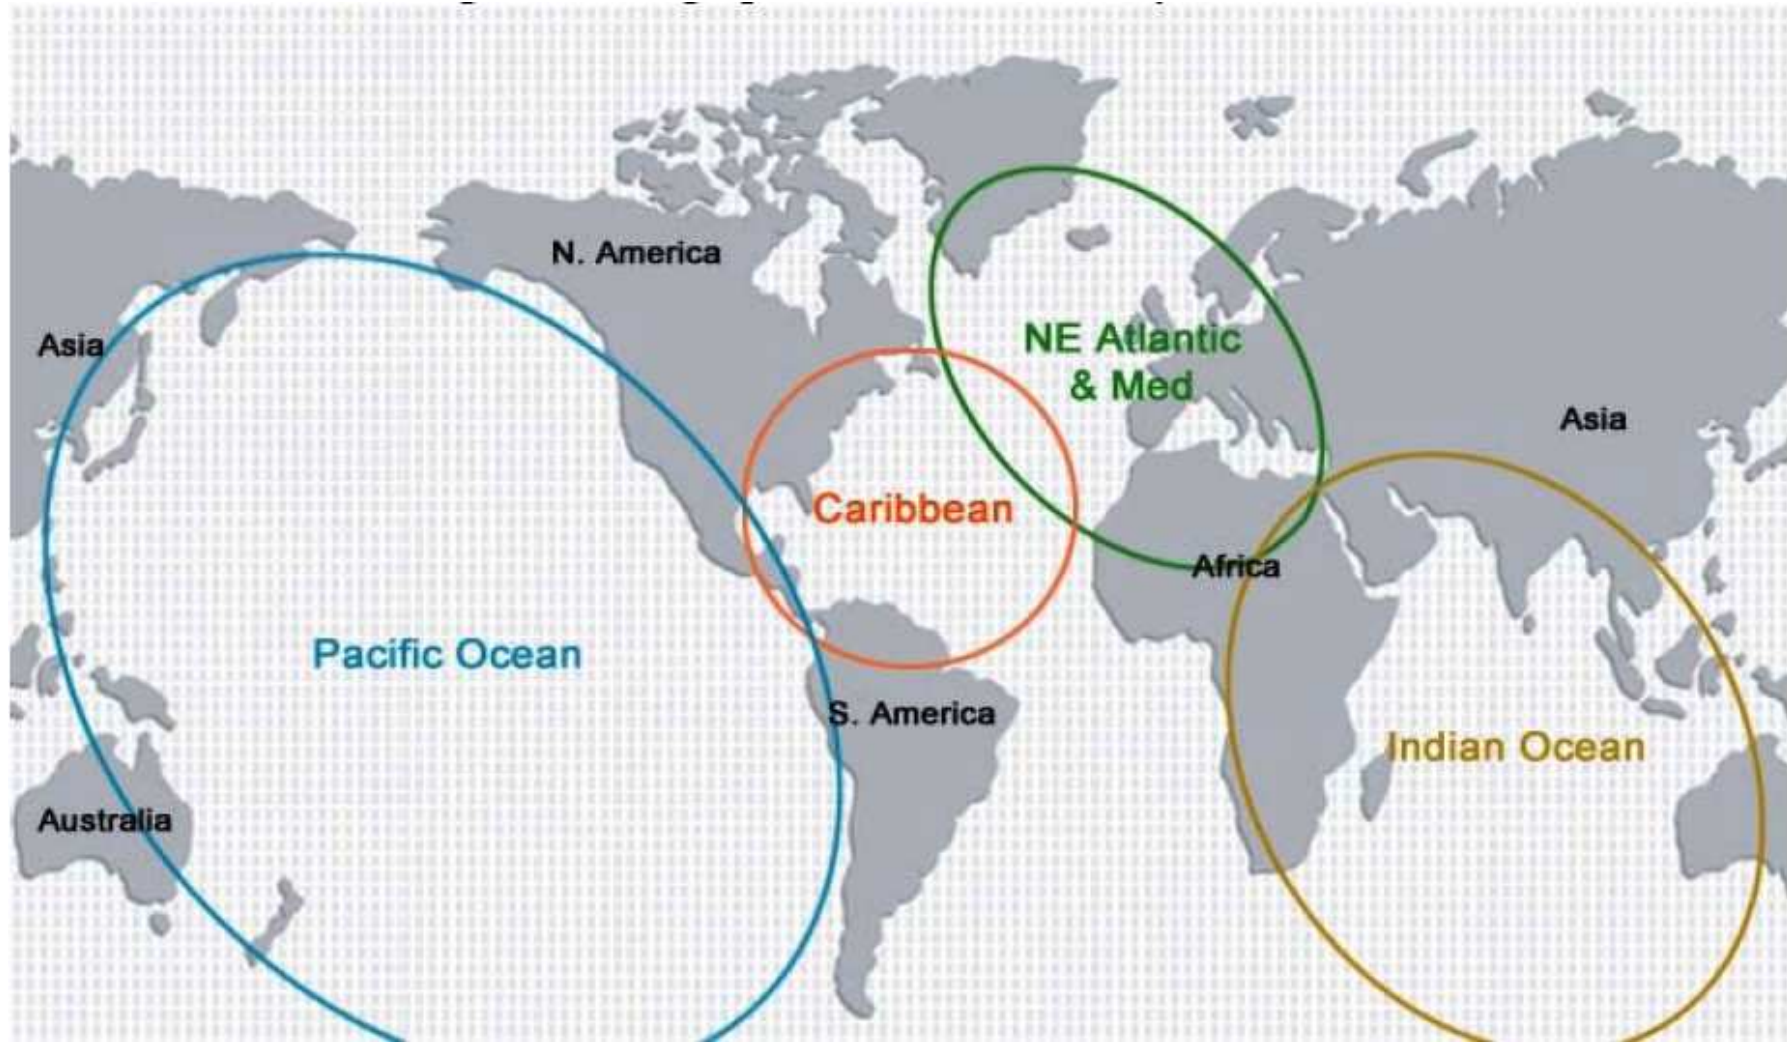 N. America
NE Atlantic
& Med
Asia
Asia
Caribbean
Africa
Pacific Ocean
S. America
Indian Ocean
Australia